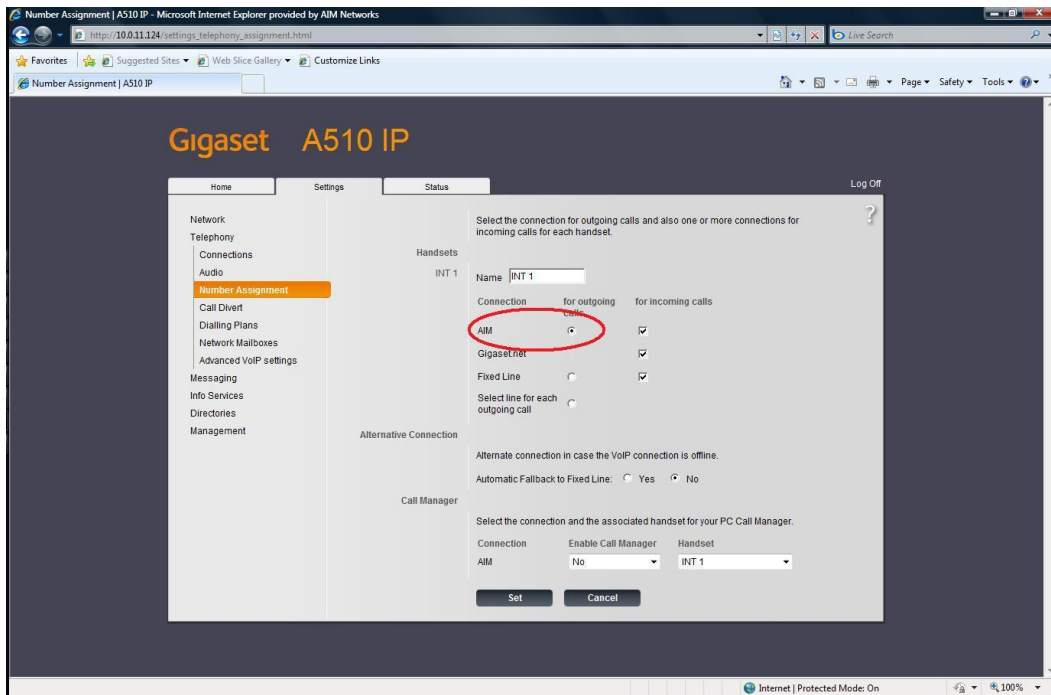 Number Assignment | A510 IP - Microsoft Internet Explorer provided by AIM Networks
http://10.0.11.124/settings_telephony_assignment.html
Live Search
Favorites Suggested Sites Web Slice Gallery Customize Links
Number Assignment | A510 IP
Page Safety Tools
Gigaset A510 IP
Home Settings Status Log Off
Network
Telephony
Connections
Audio
Number Assignment
Call Divert
Dialling Plans
Network Mailboxes
Advanced VoIP settings
Messaging
Info Services
Directories
Management
Select the connection for outgoing calls and also one or more connections for
incoming calls for each handset.
?
Handsets
INT 1
Name INT 1
Connection for outgoing calls for incoming calls
AIM
Gigaset.net
Fixed Line
Select line for each
outgoing call
Alternative Connection
Alternate connection in case the VoIP connection is offline.
Automatic Fallback to Fixed Line: Yes No
Call Manager
Select the connection and the associated handset for your PC Call Manager.
Connection Enable Call Manager Handset
AIM No INT 1
Set Cancel
Internet | Protected Mode: On 100%